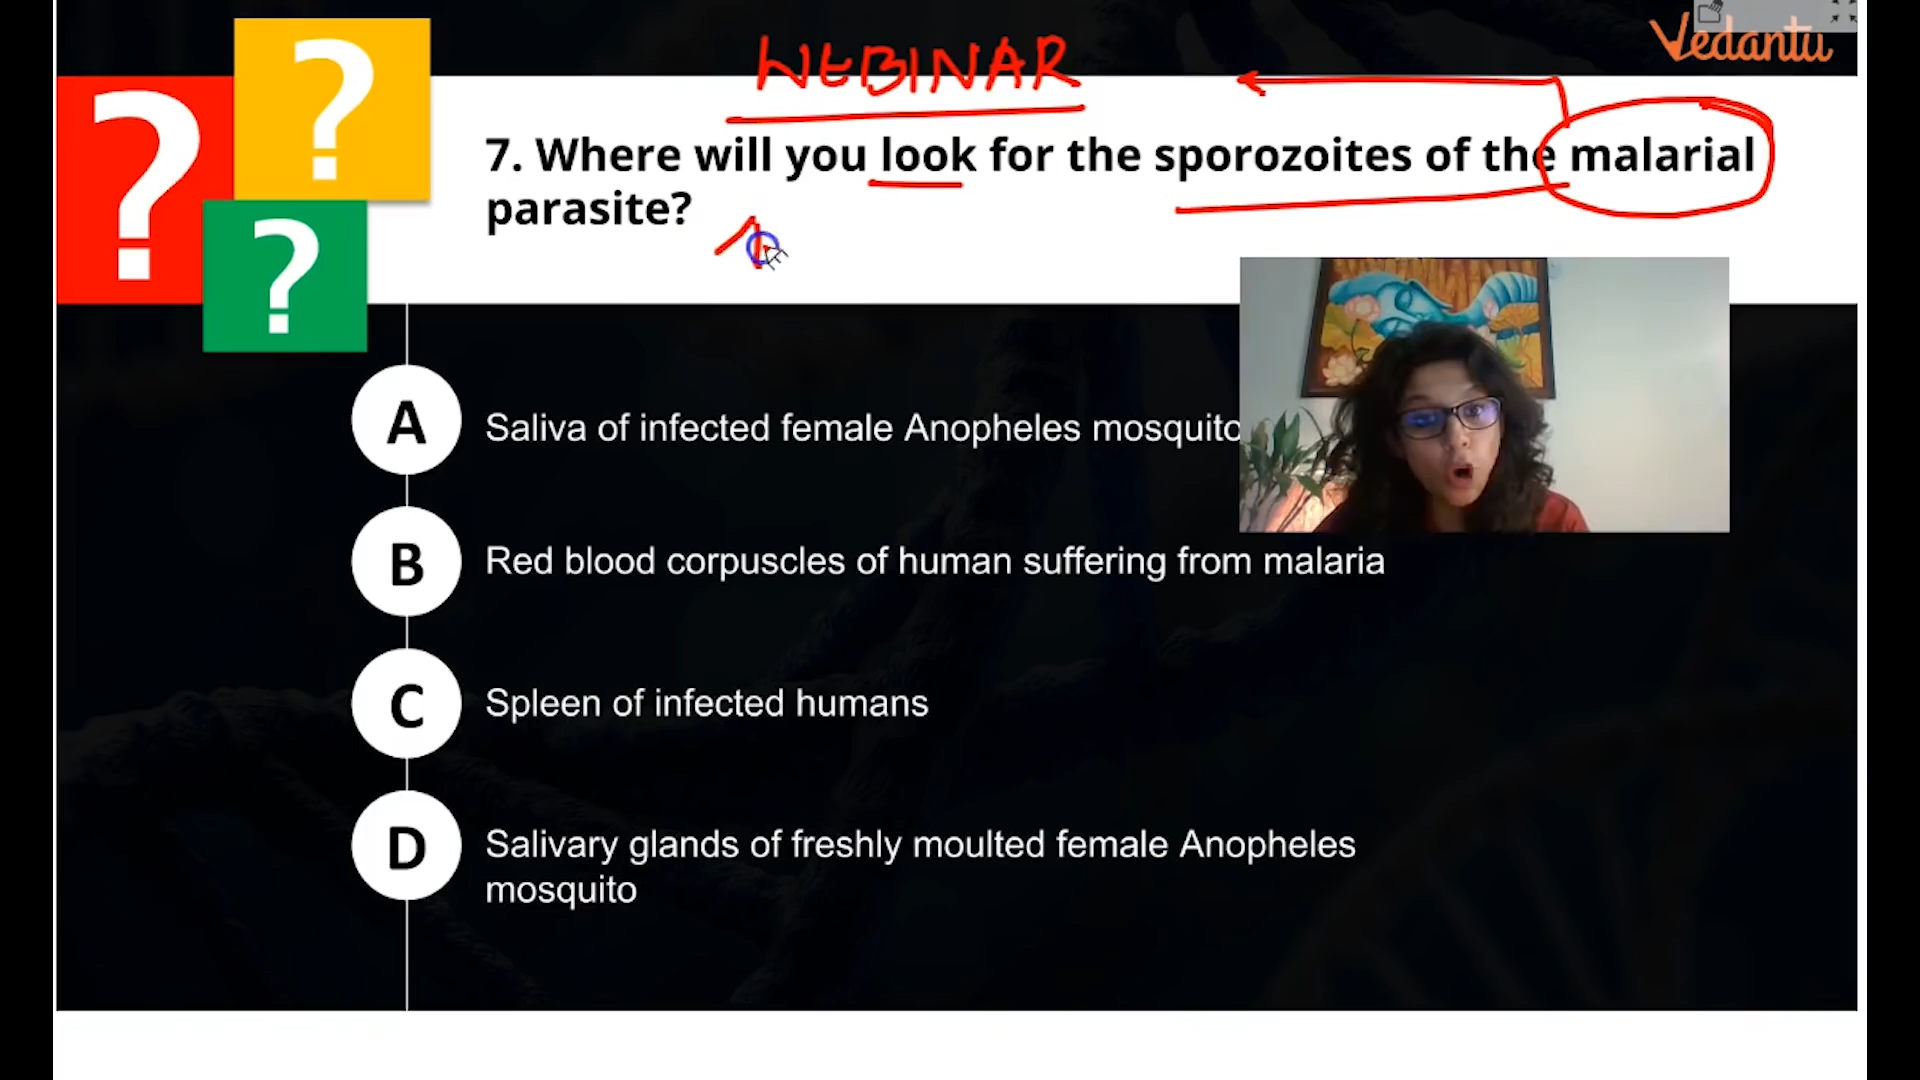 WEBINAR
Vedantu
?
?
?
7. Where will you look for the sporozoites of the malarial
parasite?
A
Saliva of infected female Anopheles mosquito
B
Red blood corpuscles of human suffering from malaria
C
Spleen of infected humans
D
Salivary glands of freshly moulted female Anopheles
mosquito